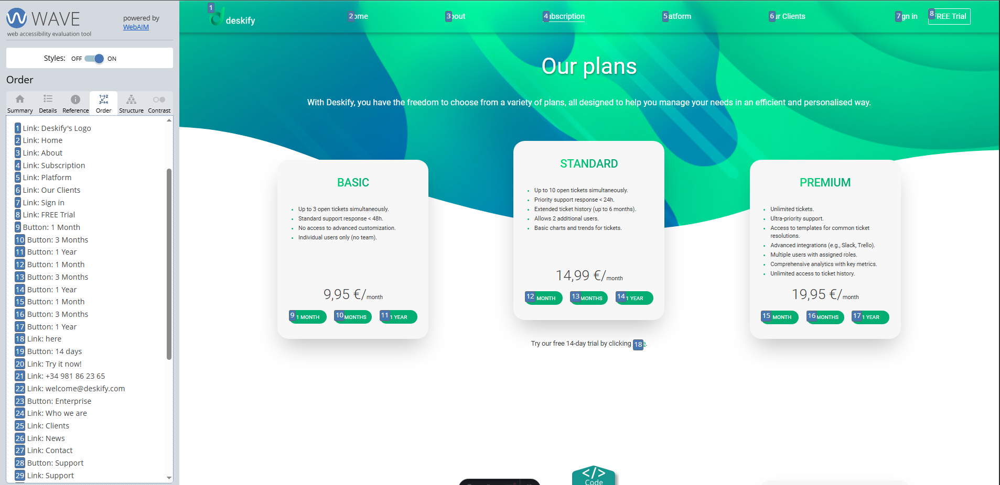 WAVE
powered by
WebAIM
web accessibility evaluation tool
Styles: OFF ON
Order
Summary Details Reference Order Structure Contrast
1 Link: Deskify's Logo
2 Link: Home
3 Link: About
4 Link: Subscription
5 Link: Platform
6 Link: Our Clients
7 Link: Sign in
8 Link: FREE Trial
9 Button: 1 Month
10 Button: 3 Months
11 Button: 1 Year
12 Button: 1 Month
13 Button: 3 Months
14 Button: 1 Year
15 Button: 1 Month
16 Button: 3 Months
17 Button: 1 Year
18 Link: here
19 Button: 14 days
20 Link: Try it now!
21 Link: +34 981 86 23 65
22 Link: welcome@deskify.com
23 Button: Enterprise
24 Link: Who we are
25 Link: Clients
26 Link: News
27 Link: Contact
28 Button: Support
29 Link: Support
1 deskify 2 ome 3 bout 4 ubscription 5 atform 6 ur Clients 7 gn in 8 FREE Trial
Our plans
With Deskify, you have the freedom to choose from a variety of plans, all designed to help you manage your needs in an efficient and personalised way.
BASIC
Up to 3 open tickets simultaneously.
Standard support response < 48h.
No access to advanced customization.
Individual users only (no team).
9,95 €/month
9 1 MONTH 10 MONTHS 11 1 YEAR
STANDARD
Up to 10 open tickets simultaneously.
Priority support response < 24h.
Extended ticket history (up to 6 months).
Allows 2 additional users.
Basic charts and trends for tickets.
14,99 €/month
12 MONTH 13 MONTHS 14 1 YEAR
Try our free 14-day trial by clicking 18 e.
PREMIUM
Unlimited tickets.
Ultra-priority support.
Access to templates for common ticket
resolutions.
Advanced integrations (e.g., Slack, Trello).
Multiple users with assigned roles.
Comprehensive analytics with key metrics.
Unlimited access to ticket history.
19,95 €/month
15 MONTH 16 MONTHS 17 1 YEAR
</>
Code